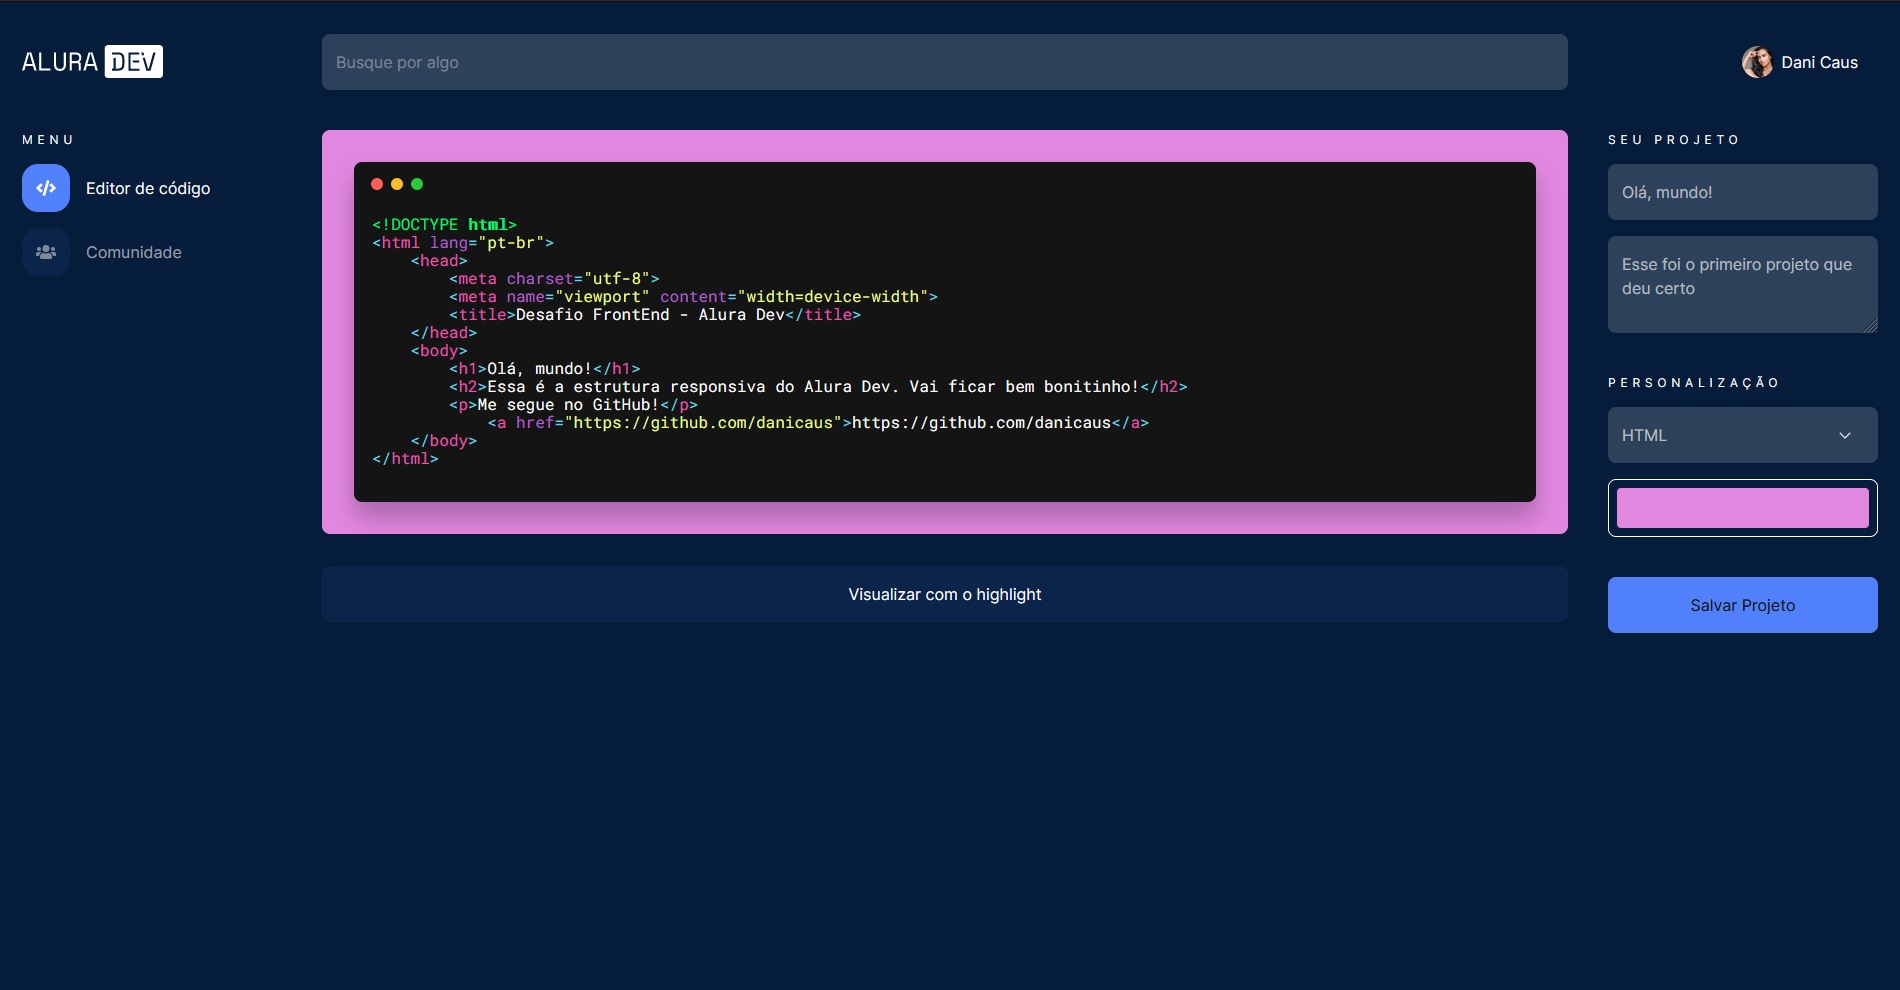 ALURA DEV
Busque por algo
Dani Caus
MENU
Editor de código
Comunidade
<!DOCTYPE html>
<html lang="pt-br">
    <head>
        <meta charset="utf-8">
        <meta name="viewport" content="width=device-width">
        <title>Desafio FrontEnd - Alura Dev</title>
    </head>
    <body>
        <h1>Olá, mundo!</h1>
        <h2>Essa é a estrutura responsiva do Alura Dev. Vai ficar bem bonitinho!</h2>
        <p>Me segue no GitHub!</p>
            <a href="https://github.com/danicaus">https://github.com/danicaus</a>
    </body>
</html>
Visualizar com o highlight
SEU PROJETO
Olá, mundo!
Esse foi o primeiro projeto que
deu certo
PERSONALIZAÇÃO
HTML
Salvar Projeto